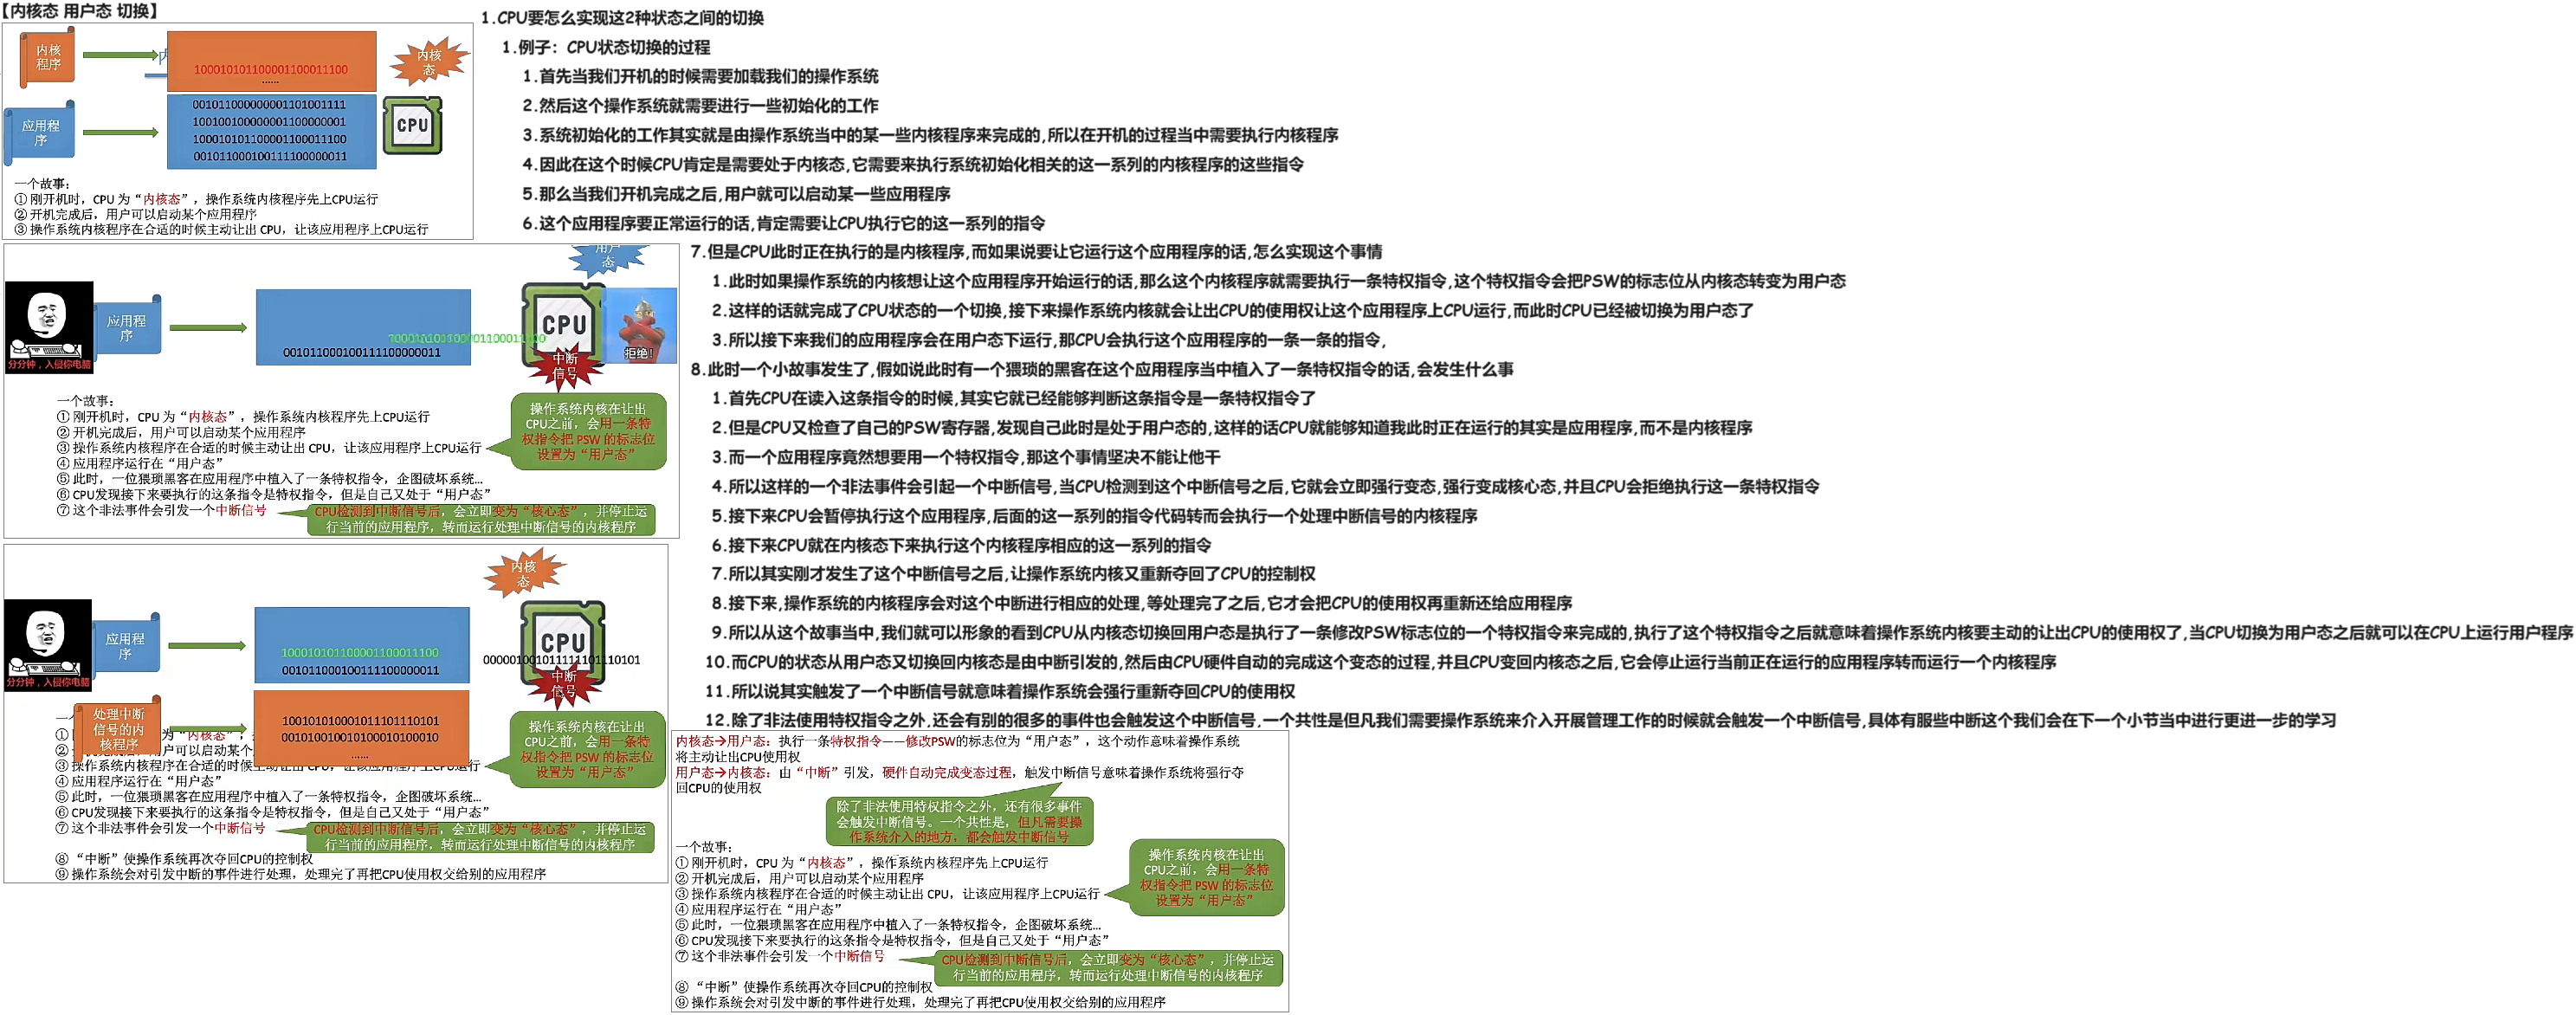 【内核态 用户态 切换】
内核
程序
100010101100001100011100
......
内核
态
应用程
序
001011000000001101001111
100100100000001100000001
100010101100001100011100
001011000100111100000011
CPU
一个故事:
① 刚开机时，CPU 为“内核态”，操作系统内核程序先上CPU运行
② 开机完成后，用户可以启动某个应用程序
③ 操作系统内核程序在合适的时候主动让出 CPU，让该应用程序上CPU运行
1.CPU要怎么实现这2种状态之间的切换
1.例子：CPU状态切换的过程
1.首先当我们开机的时候需要加载我们的操作系统
2.然后这个操作系统就需要进行一些初始化的工作
3.系统初始化的工作其实就是由操作系统当中的某一些内核程序来完成的,所以在开机的过程当中需要执行内核程序
4.因此在这个时候CPU肯定是需要处于内核态,它需要来执行系统初始化相关的这一系列的内核程序的这些指令
5.那么当我们开机完成之后,用户就可以启动某一些应用程序
6.这个应用程序要正常运行的话,肯定需要让CPU执行它的这一系列的指令
7.但是CPU此时正在执行的是内核程序,而如果说要让它运行这个应用程序的话,怎么实现这个事情
1.此时如果操作系统的内核想让这个应用程序开始运行的话,那么这个内核程序就需要执行一条特权指令,这个特权指令会把PSW的标志位从内核态转变为用户态
2.这样的话就完成了CPU状态的一个切换,接下来操作系统内核就会让出CPU的使用权让这个应用程序上CPU运行,而此时CPU已经被切换为用户态了
3.所以接下来我们的应用程序会在用户态下运行,那CPU会执行这个应用程序的一条一条的指令,
8.此时一个小故事发生了,假如说此时有一个猥琐的黑客在这个应用程序当中植入了一条特权指令的话,会发生什么事
1.首先CPU在读入这条指令的时候,其实它就已经能够判断这条指令是一条特权指令了
2.但是CPU又检查了自己的PSW寄存器,发现自己此时是处于用户态的,这样的话CPU就能够知道我此时正在运行的其实是应用程序,而不是内核程序
3.而一个应用程序竟然想要用一个特权指令,那这个事情坚决不能让他干
4.所以这样的一个非法事件会引起一个中断信号,当CPU检测到这个中断信号之后,它就会立即强行变态,强行变成核心态,并且CPU会拒绝执行这一条特权指令
5.接下来CPU会暂停执行这个应用程序,后面的这一系列的指令代码转而会执行一个处理中断信号的内核程序
6.接下来CPU就在内核态下来执行这个内核程序相应的这一系列的指令
7.所以其实刚才发生了这个中断信号之后,让操作系统内核又重新夺回了CPU的控制权
8.接下来,操作系统的内核程序会对这个中断进行相应的处理,等处理完了之后,它才会把CPU的使用权再重新还给应用程序
9.所以从这个故事当中,我们就可以形象的看到CPU从内核态切换回用户态是执行了一条修改PSW标志位的一个特权指令来完成的,执行了这个特权指令之后就意味着操作系统内核要主动的让出CPU的使用权了,当CPU切换为用户态之后就可以在CPU上运行用户程序
10.而CPU的状态从用户态又切换回内核态是由中断引发的,然后由CPU硬件自动的完成这个变态的过程,并且CPU变回内核态之后,它会停止运行当前正在运行的应用程序转而运行一个内核程序
11.所以说其实触发了一个中断信号就意味着操作系统会强行重新夺回CPU的使用权
12.除了非法使用特权指令之外,还会有别的很多的事件也会触发这个中断信号,一个共性是但凡我们需要操作系统来介入开展管理工作的时候就会触发一个中断信号,具体有服些中断这个我们会在下一个小节当中进行更进一步的学习
用户
态
分分钟，入侵你电脑
应用程
序
001011000100111100000011
CPU
中断
信号
拒绝!
一个故事:
① 刚开机时，CPU 为“内核态”，操作系统内核程序先上CPU运行
② 开机完成后，用户可以启动某个应用程序
③ 操作系统内核程序在合适的时候主动让出 CPU，让该应用程序上CPU运行
④ 应用程序运行在“用户态”
⑤ 此时，一位猥琐黑客在应用程序中植入了一条特权指令，企图破坏系统...
⑥ CPU发现接下来要执行的这条指令是特权指令，但是自己又处于“用户态”
⑦ 这个非法事件会引发一个中断信号
操作系统内核在让出
CPU之前，会用一条特
权指令把 PSW 的标志位
设置为“用户态”
CPU检测到中断信号后，会立即变为“核心态”，并停止运
行当前的应用程序，转而运行处理中断信号的内核程序
内核
态
分分钟，入侵你电脑
应用程
序
100010101100001100011100
001011000100111100000011
CPU
中断
信号
处理中断
信号的内
核程序
100101010001011101110101
001010010010100010100010
......
③ 操作系统内核程序在合适的时候主动让出 CPU，让该应用程序上CPU运行
④ 应用程序运行在“用户态”
⑤ 此时，一位猥琐黑客在应用程序中植入了一条特权指令，企图破坏系统...
⑥ CPU发现接下来要执行的这条指令是特权指令，但是自己又处于“用户态”
⑦ 这个非法事件会引发一个中断信号
操作系统内核在让出
CPU之前，会用一条特
权指令把 PSW 的标志位
设置为“用户态”
CPU检测到中断信号后，会立即变为“核心态”，并停止运
行当前的应用程序，转而运行处理中断信号的内核程序
⑧ “中断”使操作系统再次夺回CPU的控制权
⑨ 操作系统会对引发中断的事件进行处理，处理完了再把CPU使用权交给别的应用程序
内核态→用户态：执行一条特权指令——修改PSW的标志位为“用户态”，这个动作意味着操作系统
将主动让出CPU使用权
用户态→内核态：由“中断”引发，硬件自动完成变态过程，触发中断信号意味着操作系统将强行夺
回CPU的使用权
除了非法使用特权指令之外，还有很多事件
会触发中断信号。一个共性是，但凡需要操
作系统介入的地方，都会触发中断信号
一个故事:
① 刚开机时，CPU 为“内核态”，操作系统内核程序先上CPU运行
② 开机完成后，用户可以启动某个应用程序
③ 操作系统内核程序在合适的时候主动让出 CPU，让该应用程序上CPU运行
④ 应用程序运行在“用户态”
⑤ 此时，一位猥琐黑客在应用程序中植入了一条特权指令，企图破坏系统...
⑥ CPU发现接下来要执行的这条指令是特权指令，但是自己又处于“用户态”
⑦ 这个非法事件会引发一个中断信号
操作系统内核在让出
CPU之前，会用一条特
权指令把 PSW 的标志位
设置为“用户态”
CPU检测到中断信号后，会立即变为“核心态”，并停止运
行当前的应用程序，转而运行处理中断信号的内核程序
⑧ “中断”使操作系统再次夺回CPU的控制权
⑨ 操作系统会对引发中断的事件进行处理，处理完了再把CPU使用权交给别的应用程序